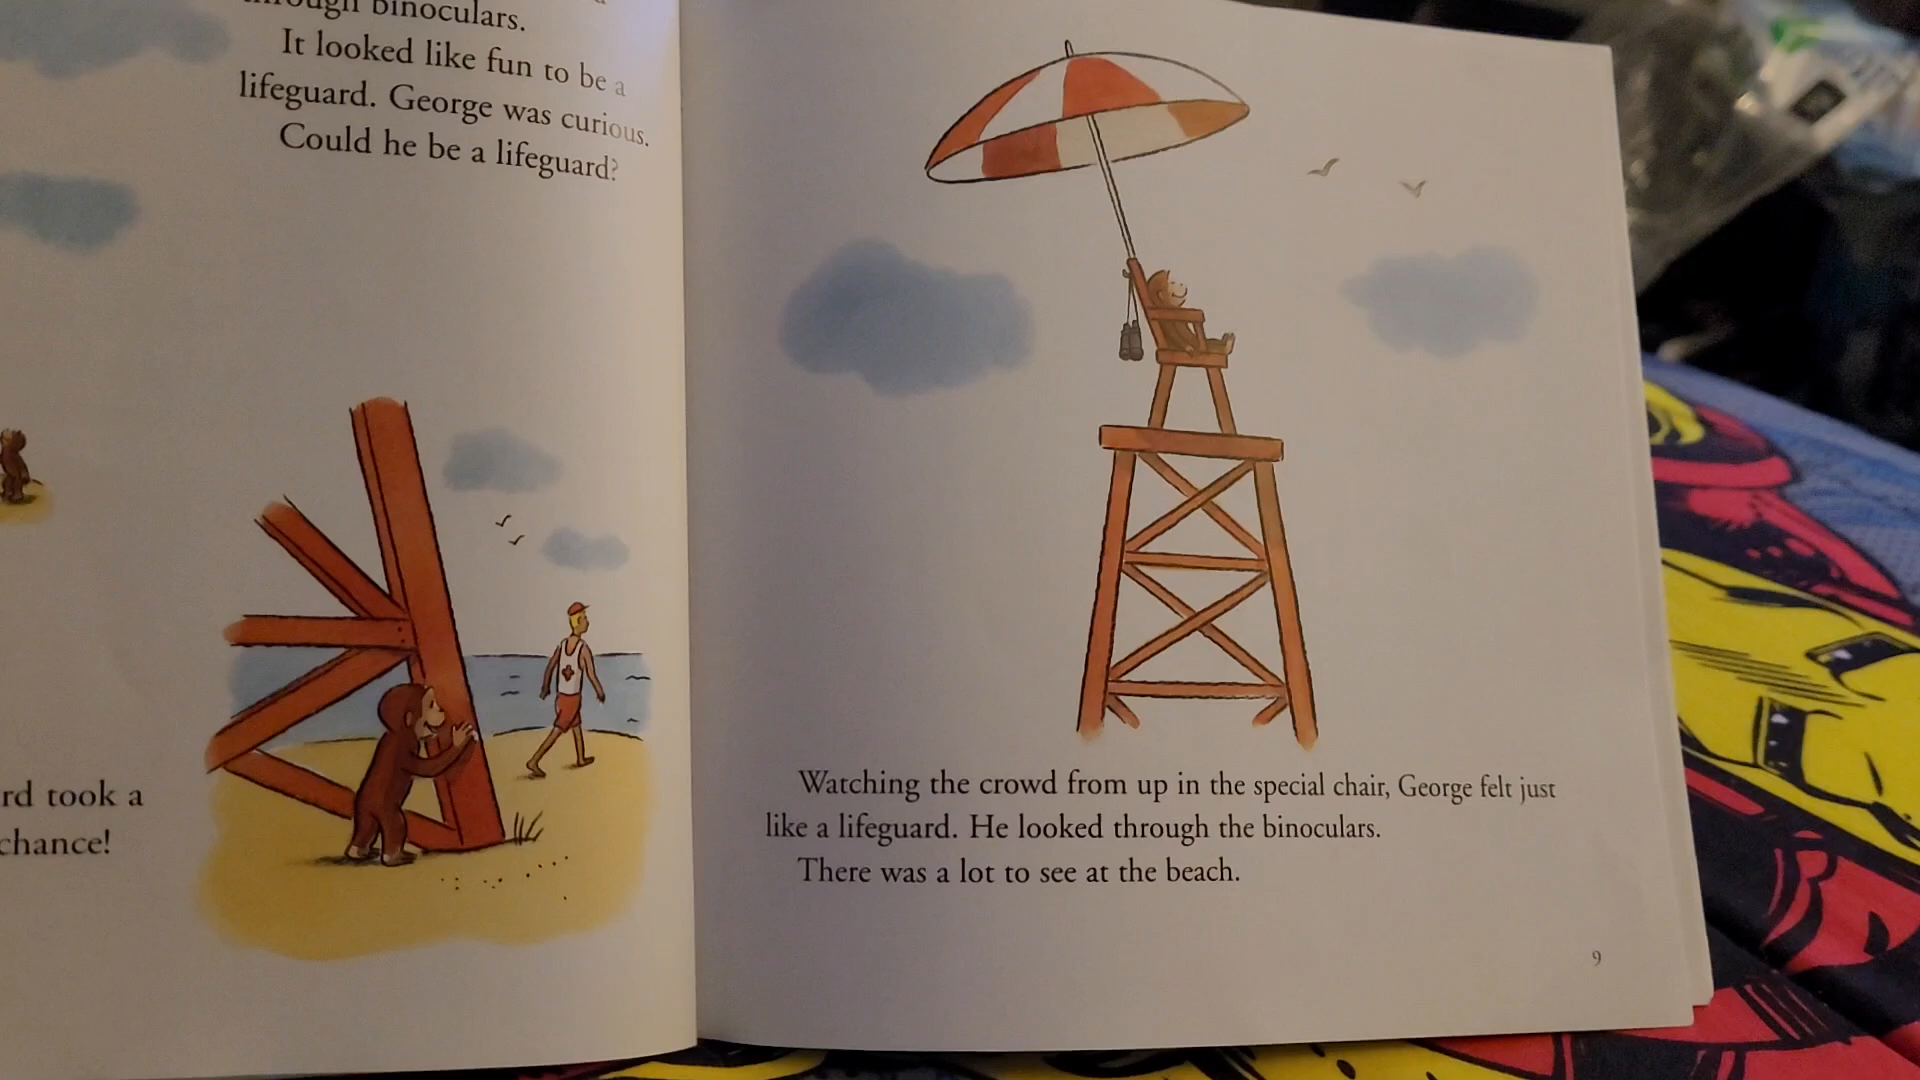 through binoculars.
It looked like fun to be a
lifeguard. George was curious.
Could he be a lifeguard?
rd took a
chance!
Watching the crowd from up in the special chair, George felt just
like a lifeguard. He looked through the binoculars.
There was a lot to see at the beach.
9